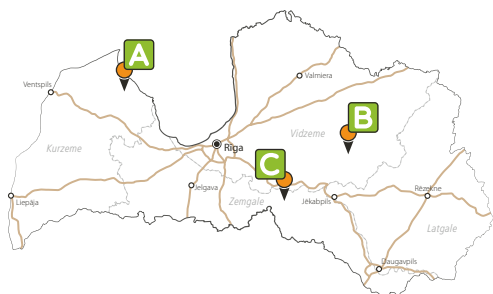 A
Valmiera
Ventspils
B
Vidzeme
Rīga
Kurzeme
C
Jelgava
Rēzekne
Liepāja
Zemgale
Jēkabpils
Latgale
Daugavpils